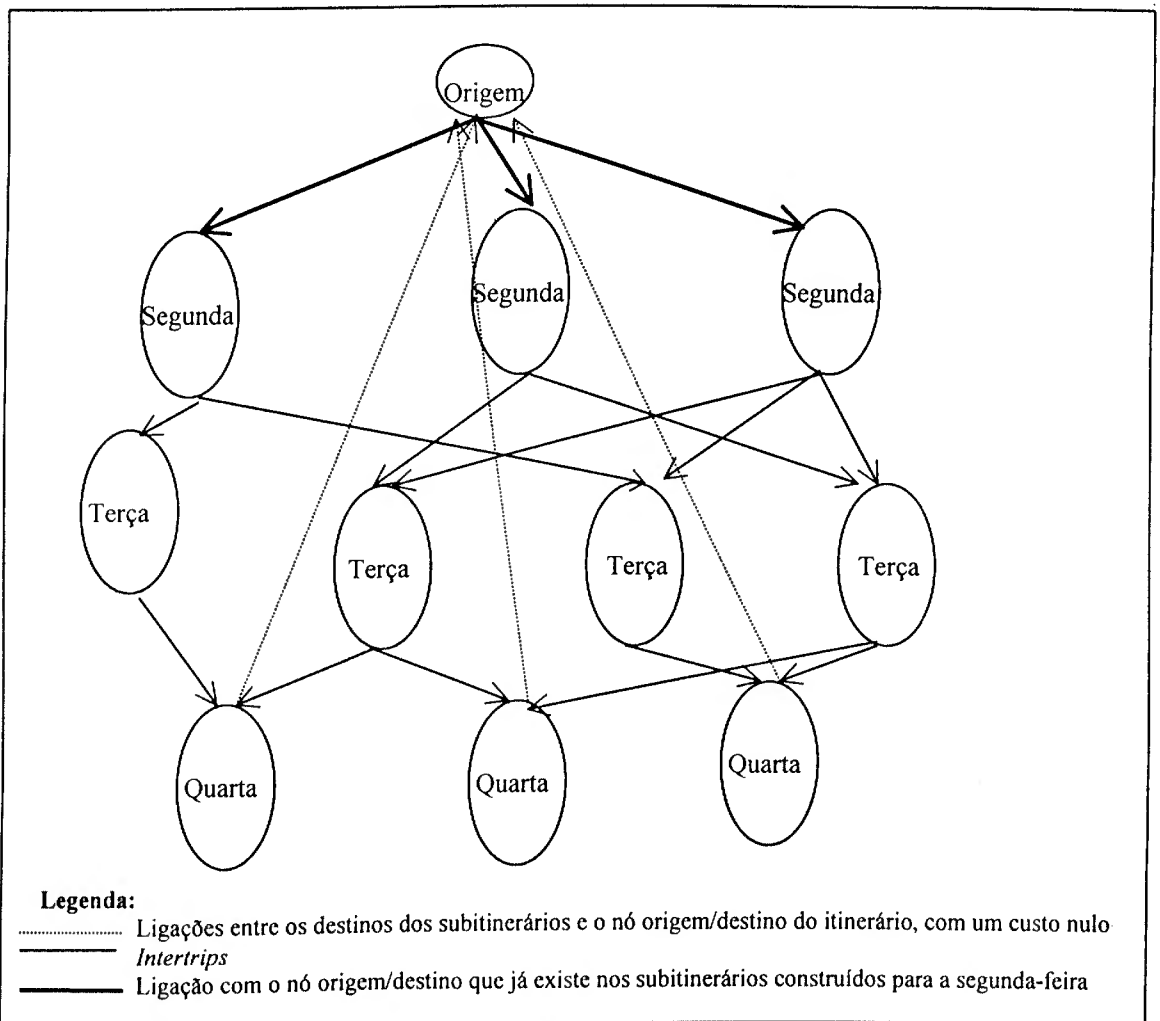 Origem
Segunda
Segunda
Segunda
Terça
Terça
Terça
Terça
Quarta
Quarta
Quarta
Legenda:
Ligações entre os destinos dos subitinerários e o nó origem/destino do itinerário, com um custo nulo
Intertrips
Ligação com o nó origem/destino que já existe nos subitinerários construídos para a segunda-feira